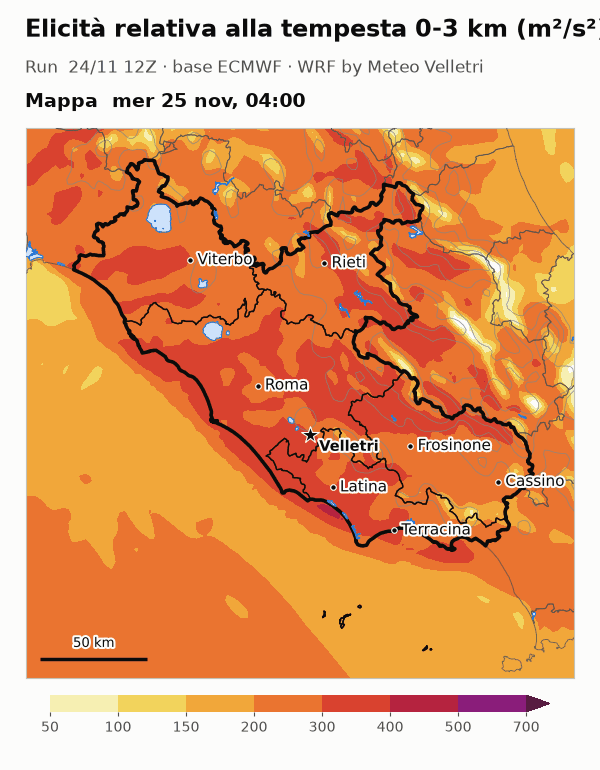 Elicità relativa alla tempesta 0-3 km (m²/s²)
Run 24/11 12Z · base ECMWF · WRF by Meteo Velletri
Mappa mer 25 nov, 04:00
Viterbo
Rieti
Roma
Velletri
Frosinone
Cassino
Latina
Terracina
50 km
50 100 150 200 300 400 500 700